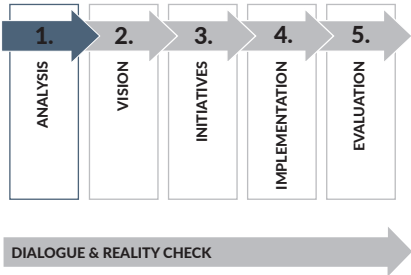 1.
2.
3.
4.
5.
ANALYSIS
VISION
INITIATIVES
IMPLEMENTATION
EVALUATION
DIALOGUE & REALITY CHECK